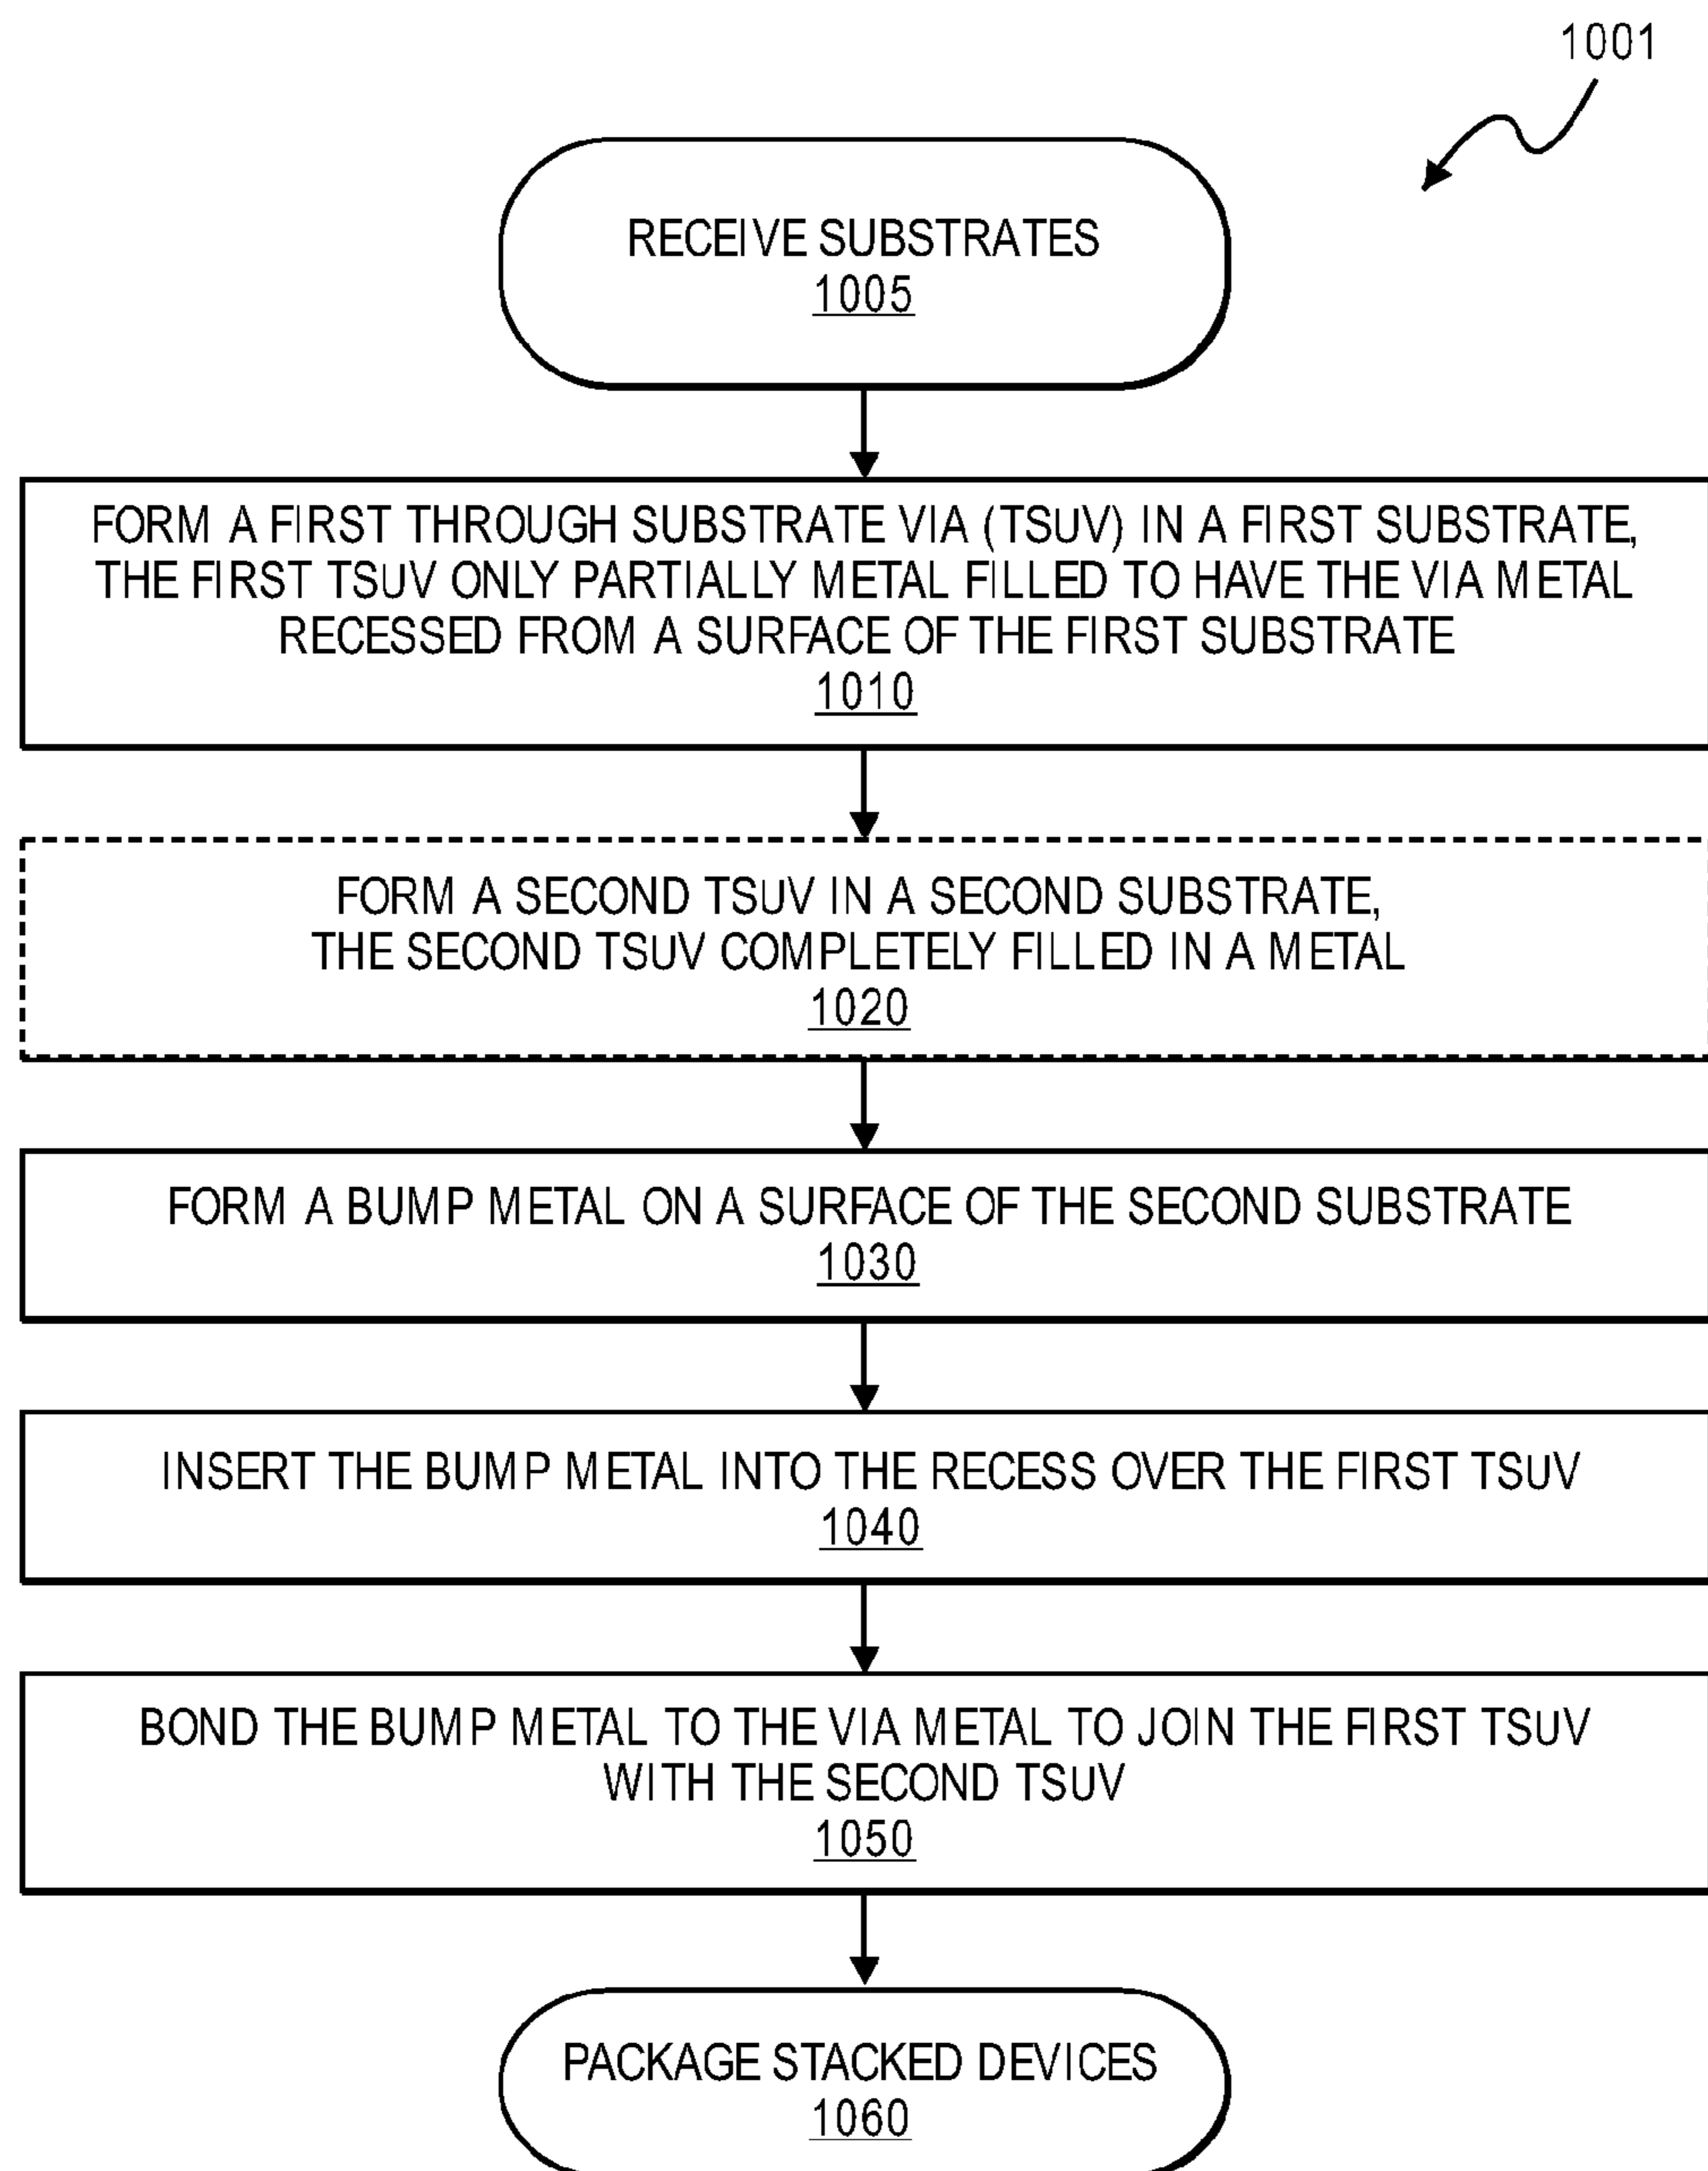 1001
RECEIVE SUBSTRATES
1005
FORM A FIRST THROUGH SUBSTRATE VIA (TSUV) IN A FIRST SUBSTRATE,
THE FIRST TSUV ONLY PARTIALLY METAL FILLED TO HAVE THE VIA METAL
RECESSED FROM A SURFACE OF THE FIRST SUBSTRATE
1010
FORM A SECOND TSUV IN A SECOND SUBSTRATE,
THE SECOND TSUV COMPLETELY FILLED IN A METAL
1020
FORM A BUMP METAL ON A SURFACE OF THE SECOND SUBSTRATE
1030
INSERT THE BUMP METAL INTO THE RECESS OVER THE FIRST TSUV
1040
BOND THE BUMP METAL TO THE VIA METAL TO JOIN THE FIRST TSUV
WITH THE SECOND TSUV
1050
PACKAGE STACKED DEVICES
1060